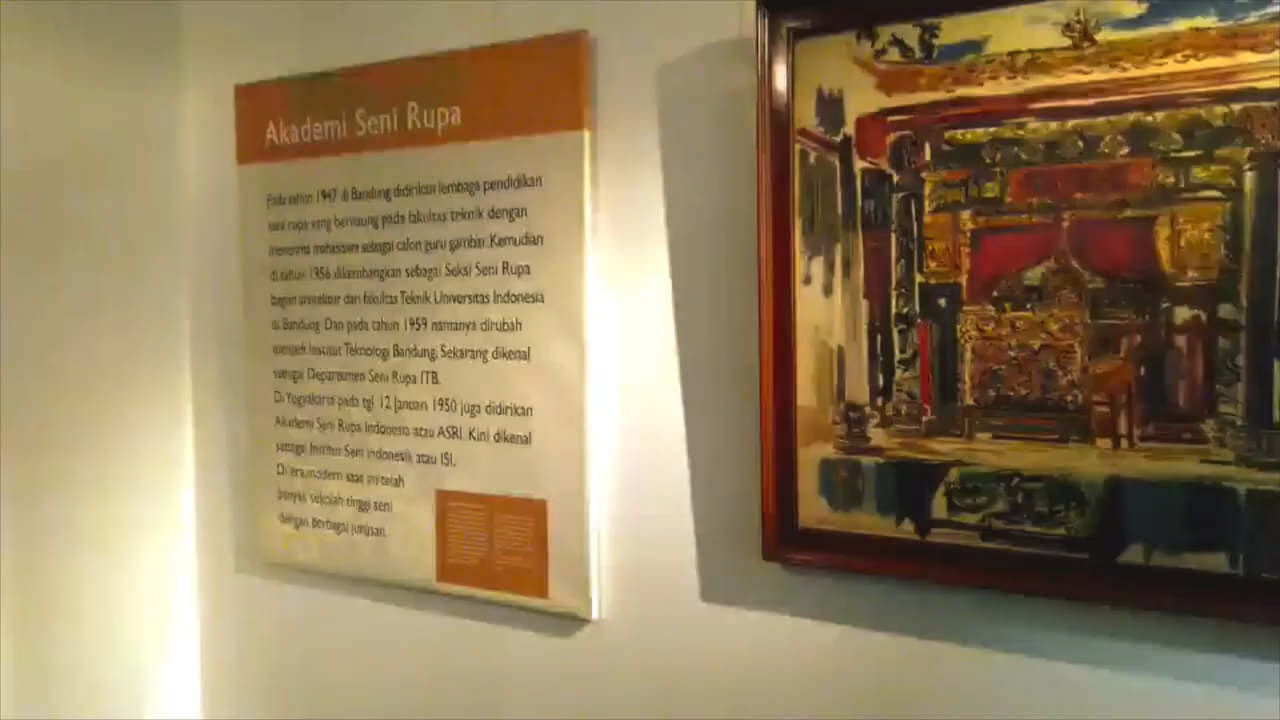 Akademi Seni Rupa
Pada tahun 1947 di Bandung didirikan lembaga pendidikan
seni rupa yang bernaung pada fakultas teknik dengan
menerima mahasiswa sebagai calon guru gambar. Kemudian
di tahun 1956 dikembangkan sebagai Seksi Seni Rupa
bagian arsitektur dari fakultas Teknik Universitas Indonesia
di Bandung. Dan pada tahun 1959 namanya dirubah
menjadi Institut Teknologi Bandung. Sekarang dikenal
sebagai Departemen Seni Rupa ITB.
Di Yogyakarta pada tgl 12 Januari 1950 juga didirikan
Akademi Seni Rupa Indonesia atau ASRI. Kini dikenal
sebagai Institut Seni Indonesia atau ISI.
Di era modern saat ini telah
banyak sekolah tinggi seni
dengan berbagai jurusan.